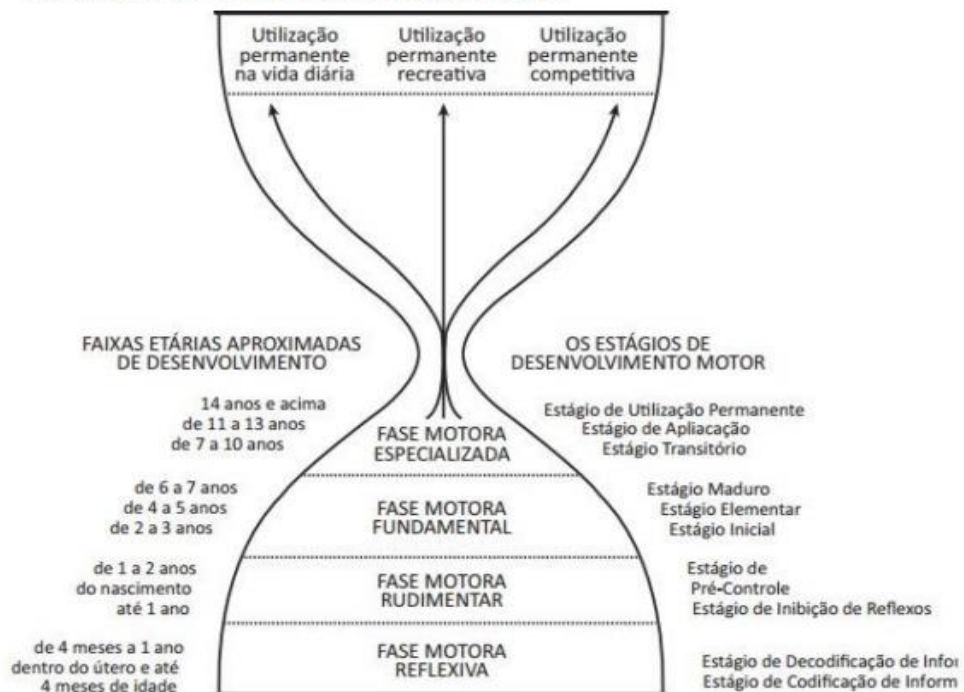 Utilização
permanente
na vida diária
Utilização
permanente
recreativa
Utilização
permanente
competitiva
FAIXAS ETÁRIAS APROXIMADAS
DE DESENVOLVIMENTO
OS ESTÁGIOS DE
DESENVOLVIMENTO MOTOR
14 anos e acima
de 11 a 13 anos
de 7 a 10 anos
FASE MOTORA
ESPECIALIZADA
Estágio de Utilização Permanente
Estágio de Apliacação
Estágio Transitório
de 6 a 7 anos
de 4 a 5 anos
de 2 a 3 anos
FASE MOTORA
FUNDAMENTAL
Estágio Maduro
Estágio Elementar
Estágio Inicial
de 1 a 2 anos
do nascimento
até 1 ano
FASE MOTORA
RUDIMENTAR
Estágio de
Pré-Controle
Estágio de Inibição de Reflexos
de 4 meses a 1 ano
dentro do útero e até
4 meses de idade
FASE MOTORA
REFLEXIVA
Estágio de Decodificação de
Estágio de Codificação de Inform